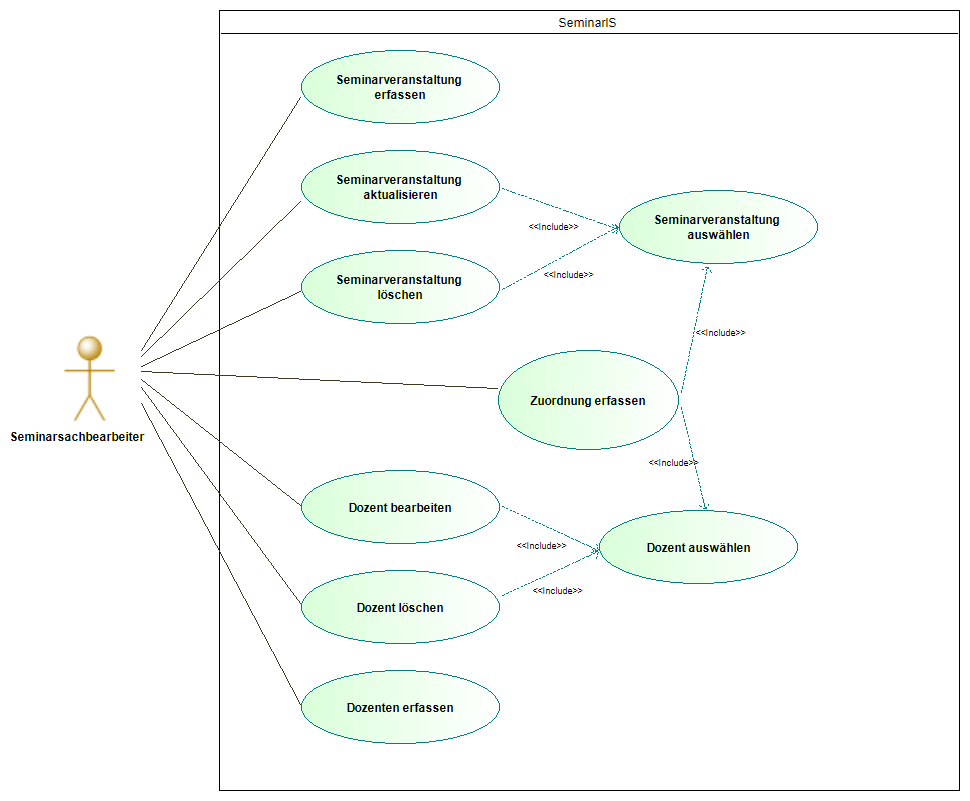 SeminarIS
Seminarveranstaltung
erfassen
Seminarveranstaltung
aktualisieren
Seminarveranstaltung
auswählen
<<Include>>
Seminarveranstaltung
löschen
<<Include>>
<<Include>>
Zuordnung erfassen
Seminarsachbearbeiter
<<Include>>
Dozent bearbeiten
<<Include>>
Dozent auswählen
<<Include>>
Dozent löschen
Dozenten erfassen